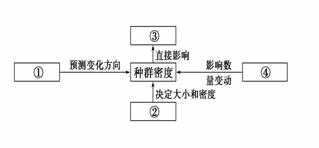 ③
直接影响
① 预测变化方向 种群密度 影响数 ④
量变动
决定大小和密度
②